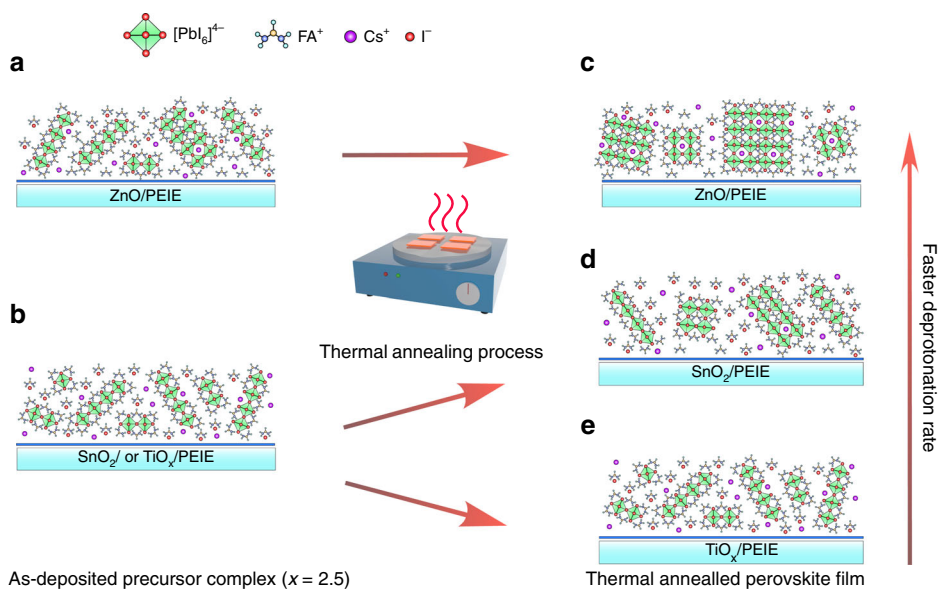 [PbI₆]⁴⁻ FA⁺ Cs⁺ I⁻
a
ZnO/PEIE
b
SnO₂/ or TiOₓ/PEIE
As-deposited precursor complex (x = 2.5)
Thermal annealing process
c
ZnO/PEIE
d
SnO₂/PEIE
e
TiOₓ/PEIE
Thermal annealled perovskite film
Faster deprotonation rate